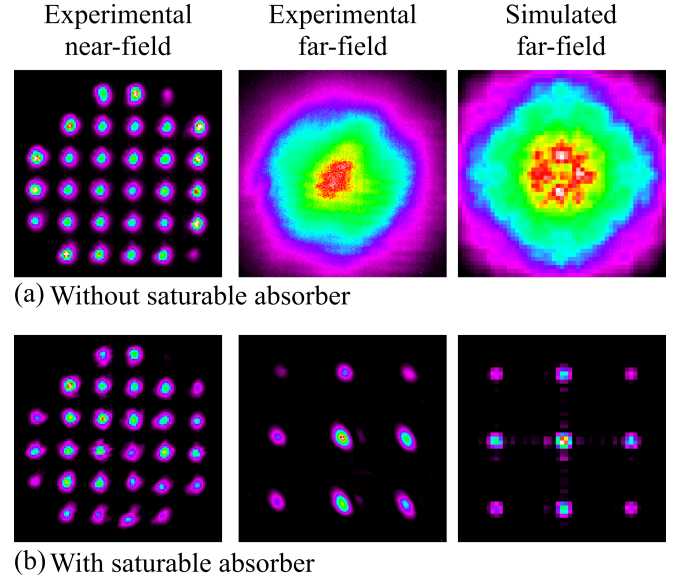 Experimental
near-field
Experimental
far-field
Simulated
far-field
(a) Without saturable absorber
(b) With saturable absorber